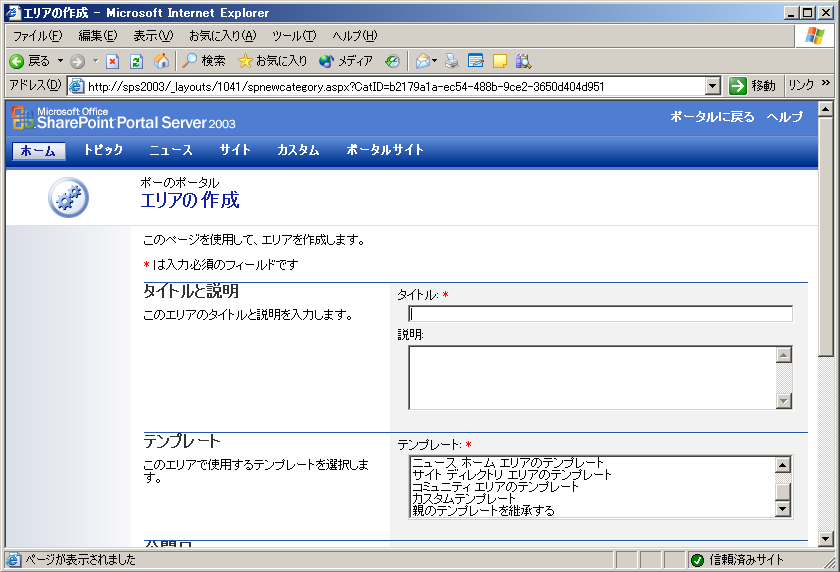 エリアの作成 - Microsoft Internet Explorer
ファイル(F) 編集(E) 表示(V) お気に入り(A) ツール(T) ヘルプ(H)
戻る 検索 お気に入り メディア
アドレス(D) http://sps2003/_layouts/1041/spnewcategory.aspx?CatID=b2179a1a-ec54-488b-9ce2-3650d404d951 移動 リンク »
Microsoft Office
SharePoint Portal Server 2003
ポータルに戻る ヘルプ
ホーム トピック ニュース サイト カスタム ポータルサイト
ポーのポータル
エリアの作成
このページを使用して、エリアを作成します。
* は入力必須のフィールドです
タイトルと説明
このエリアのタイトルと説明を入力します。
タイトル: *
説明:
テンプレート
このエリアで使用するテンプレートを選択しま
す。
テンプレート: *
ニュース ホーム エリアのテンプレート
サイト ディレクトリ エリアのテンプレート
コミュニティ エリアのテンプレート
カスタムテンプレート
親のテンプレートを継承する
公開日
ページが表示されました
信頼済みサイト